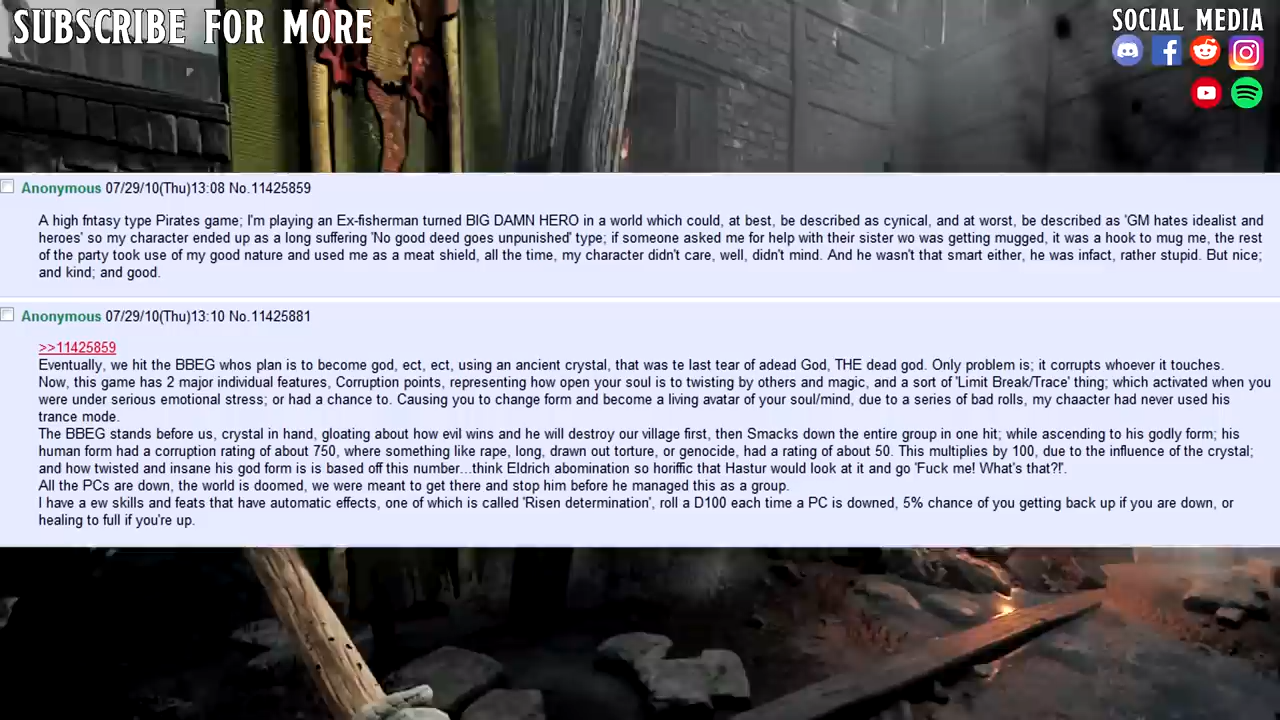 SUBSCRIBE FOR MORE
SOCIAL MEDIA
Anonymous 07/29/10(Thu)13:08 No.11425859
A high fntasy type Pirates game; I'm playing an Ex-fisherman turned BIG DAMN HERO in a world which could, at best, be described as cynical, and at worst, be described as 'GM hates idealist and
heroes' so my character ended up as a long suffering 'No good deed goes unpunished' type; if someone asked me for help with their sister wo was getting mugged, it was a hook to mug me, the rest
of the party took use of my good nature and used me as a meat shield, all the time, my character didn't care, well, didn't mind. And he wasn't that smart either, he was infact, rather stupid. But nice;
and kind; and good.
Anonymous 07/29/10(Thu)13:10 No.11425881
>>11425859
Eventually, we hit the BBEG whos plan is to become god, ect, ect, using an ancient crystal, that was te last tear of adead God, THE dead god. Only problem is; it corrupts whoever it touches.
Now, this game has 2 major individual features, Corruption points, representing how open your soul is to twisting by others and magic, and a sort of 'Limit Break/Trace' thing; which activated when you
were under serious emotional stress; or had a chance to. Causing you to change form and become a living avatar of your soul/mind, due to a series of bad rolls, my chaacter had never used his
trance mode.
The BBEG stands before us, crystal in hand, gloating about how evil wins and he will destroy our village first, then Smacks down the entire group in one hit; while ascending to his godly form; his
human form had a corruption rating of about 750, where something like rape, long, drawn out torture, or genocide, had a rating of about 50. This multiplies by 100, due to the influence of the crystal;
and how twisted and insane his god form is is based off this number...think Eldrich abomination so horiffic that Hastur would look at it and go 'Fuck me! What's that?!'.
All the PCs are down, the world is doomed, we were meant to get there and stop him before he managed this as a group.
I have a ew skills and feats that have automatic effects, one of which is called 'Risen determination', roll a D100 each time a PC is downed, 5% chance of you getting back up if you are down, or
healing to full if you're up.